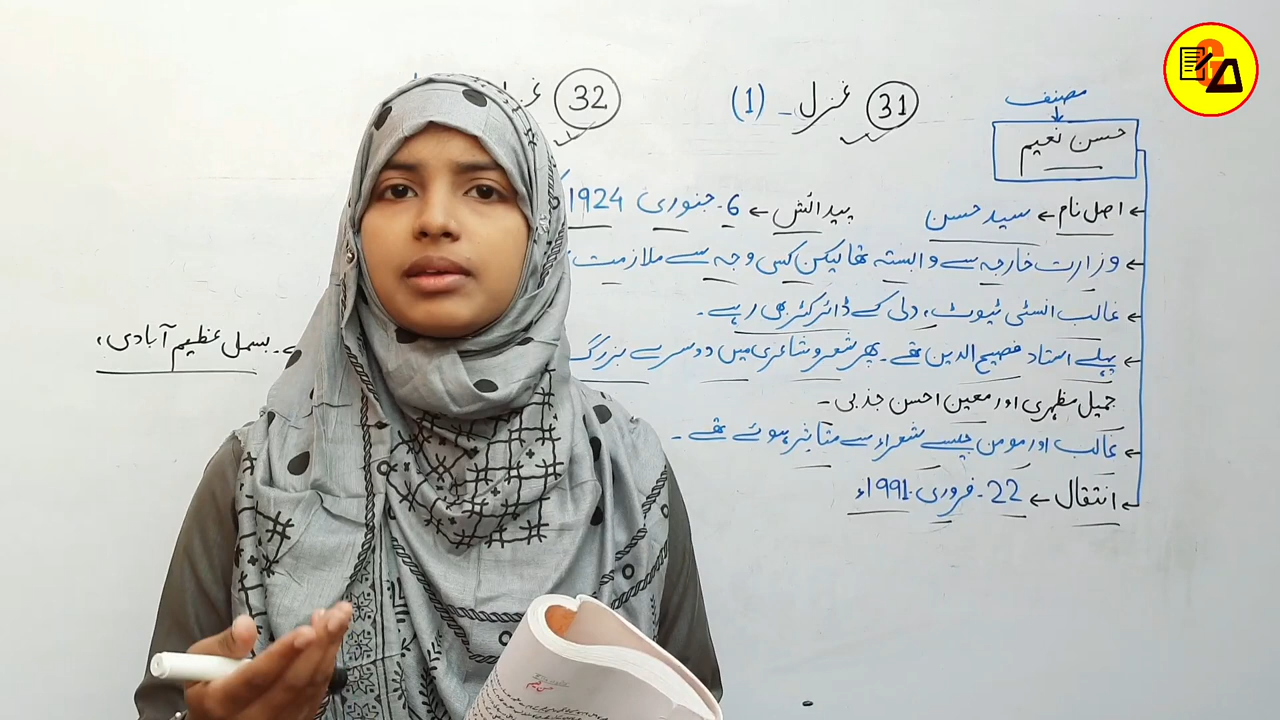 مصنف
حسن نعیم
31 غزل۔ (1)
32
اصل نام ← سید حسن
پیدائش ← 6۔ جنوری 1924
وزارت خارجہ سے وابستہ تھا لیکن کسی وجہ سے ملازمت
غالب انسٹی ٹیوٹ، دلی کے ڈائرکٹر بھی رہے۔
پہلے استاد فصیح الدین تھے۔ پھر شعر و شاعری میں دوسرے بزرگ
بسمل عظیم آبادی،
جمیل مظہری اور معین احسن جذبی۔
غالب اور مومن جیسے شعراء سے متاثر ہوئے تھے۔
انتقال ← 22۔ فروری 1991ء